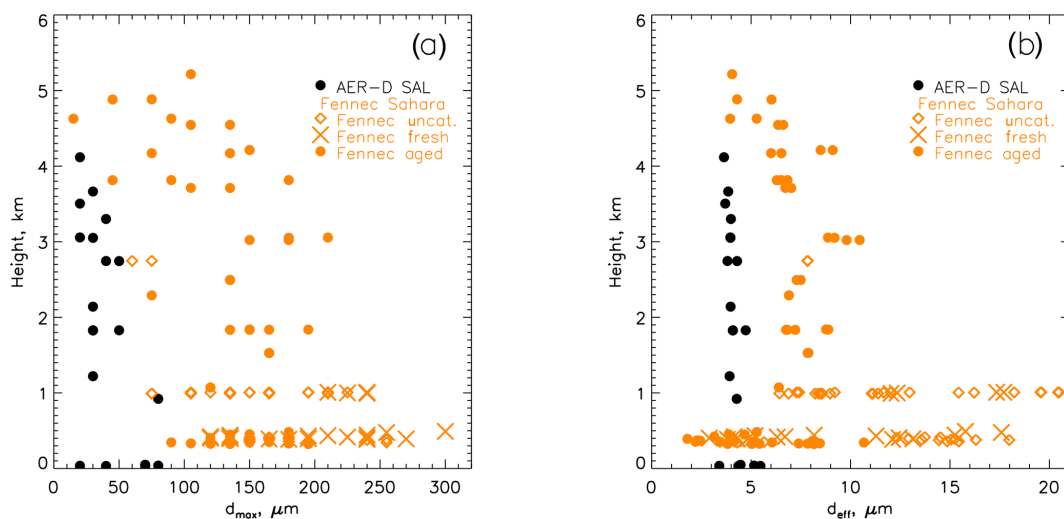 (a)
AER-D SAL
Fennec Sahara
Fennec uncat.
Fennec fresh
Fennec aged
6
5
4
3
2
1
0
Height, km
0 50 100 150 200 250 300
d_max, μm
(b)
AER-D SAL
Fennec Sahara
Fennec uncat.
Fennec fresh
Fennec aged
6
5
4
3
2
1
0
Height, km
0 5 10 15 20
d_eff, μm